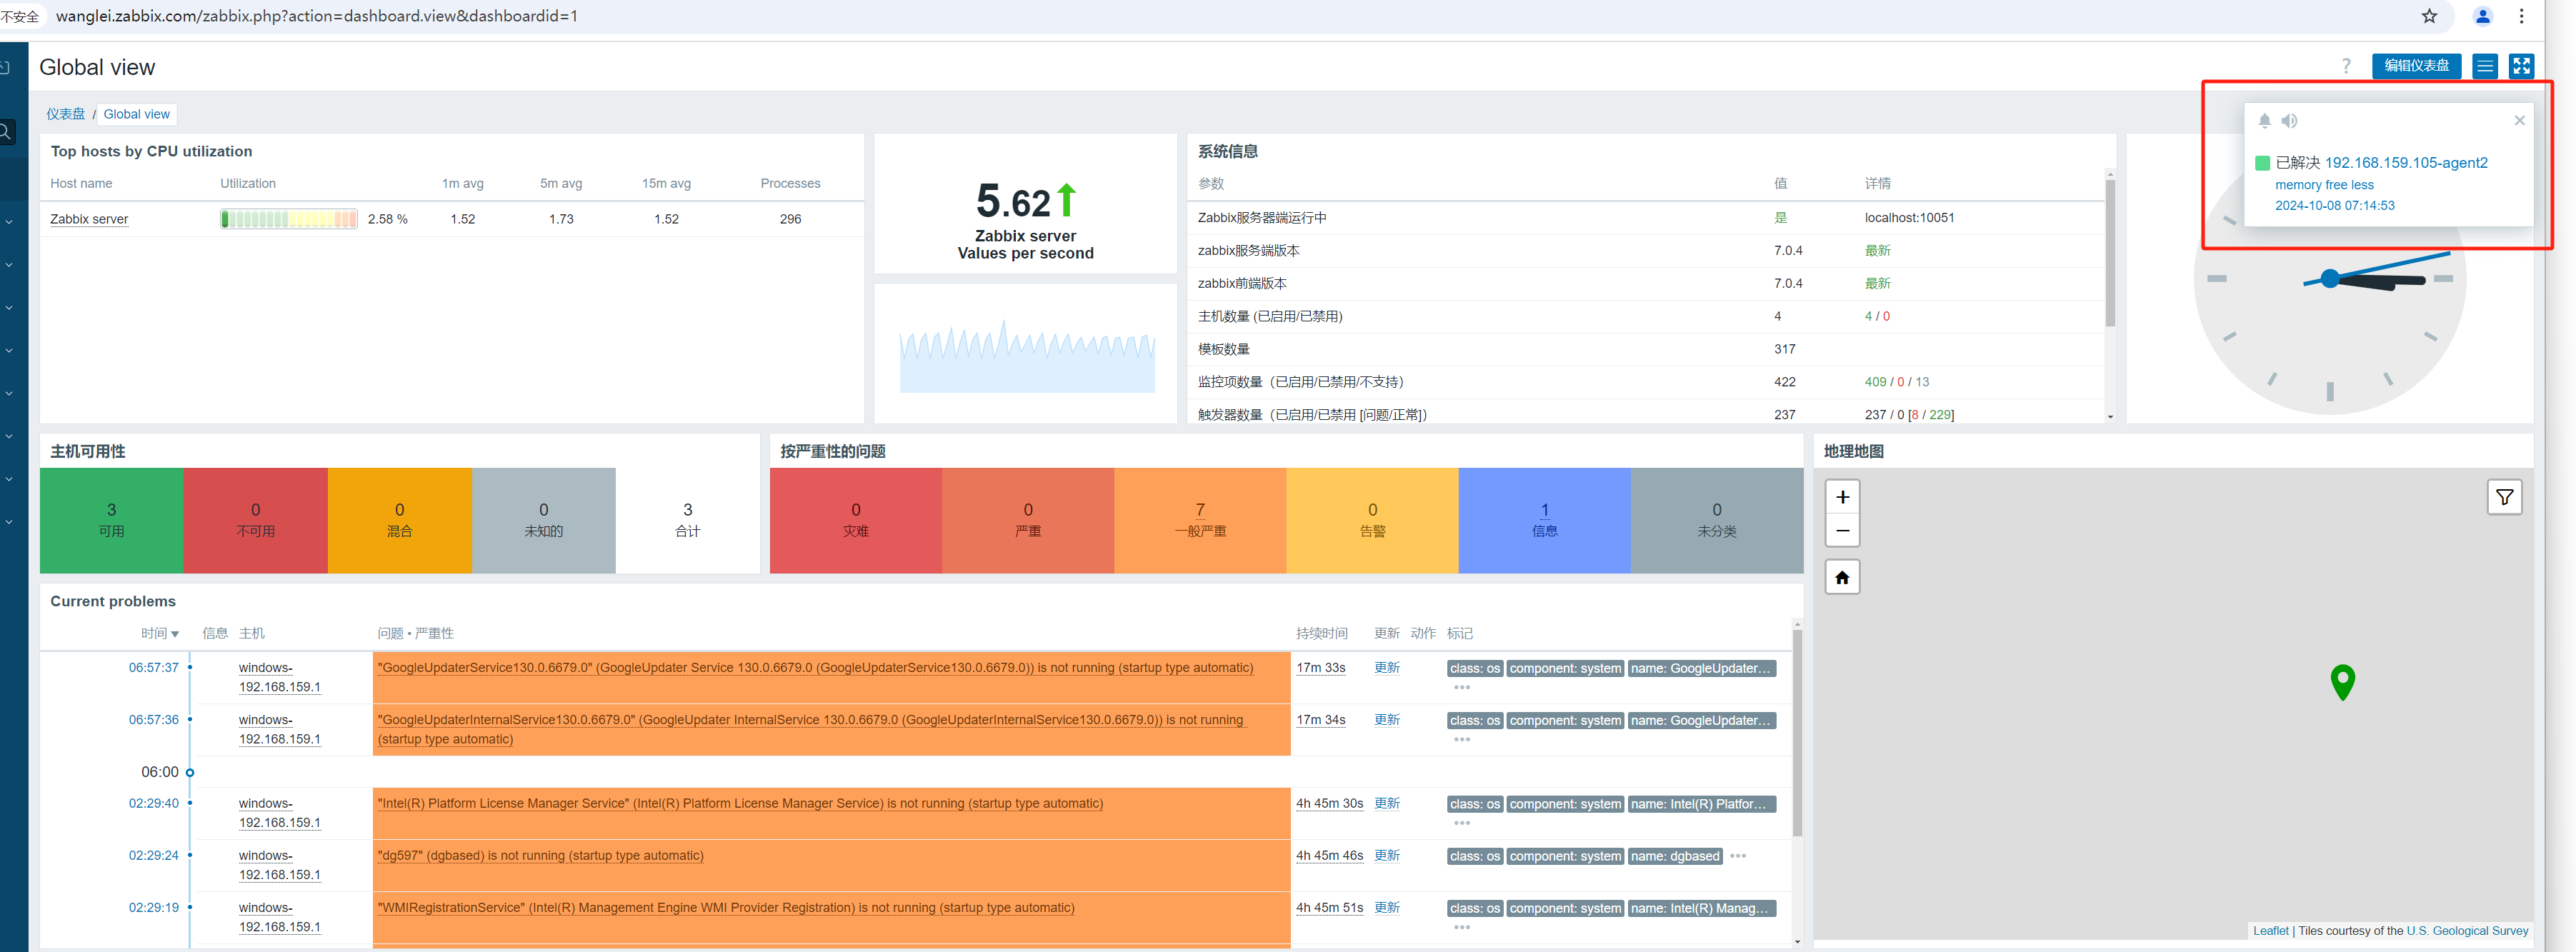 不安全 wanglei.zabbix.com/zabbix.php?action=dashboard.view&dashboardid=1
Global view
? 编辑仪表盘
仪表盘 / Global view
已解决 192.168.159.105-agent2
memory free less
2024-10-08 07:14:53
Top hosts by CPU utilization
Host name Utilization 1m avg 5m avg 15m avg Processes
Zabbix server 2.58 % 1.52 1.73 1.52 296
5.62
Zabbix server
Values per second
系统信息
参数 值 详情
Zabbix服务器端运行中 是 localhost:10051
zabbix服务端版本 7.0.4 最新
zabbix前端版本 7.0.4 最新
主机数量 (已启用/已禁用) 4 4 / 0
模板数量 317
监控项数量（已启用/已禁用/不支持） 422 409 / 0 / 13
触发器数量（已启用/已禁用 [问题/正常]） 237 237 / 0 [8 / 229]
主机可用性
3 可用
0 不可用
0 混合
0 未知的
3 合计
按严重性的问题
0 灾难
0 严重
7 一般严重
0 告警
1 信息
0 未分类
地理地图
+
−
Current problems
时间 信息 主机 问题 • 严重性 持续时间 更新 动作 标记
06:57:37 windows-192.168.159.1 "GoogleUpdaterService130.0.6679.0" (GoogleUpdater Service 130.0.6679.0 (GoogleUpdaterService130.0.6679.0)) is not running (startup type automatic) 17m 33s 更新 class: os component: system name: GoogleUpdater...
06:57:36 windows-192.168.159.1 "GoogleUpdaterInternalService130.0.6679.0" (GoogleUpdater InternalService 130.0.6679.0 (GoogleUpdaterInternalService130.0.6679.0)) is not running (startup type automatic) 17m 34s 更新 class: os component: system name: GoogleUpdater...
06:00
02:29:40 windows-192.168.159.1 "Intel(R) Platform License Manager Service" (Intel(R) Platform License Manager Service) is not running (startup type automatic) 4h 45m 30s 更新 class: os component: system name: Intel(R) Platfor...
02:29:24 windows-192.168.159.1 "dg597" (dgbased) is not running (startup type automatic) 4h 45m 46s 更新 class: os component: system name: dgbased
02:29:19 windows-192.168.159.1 "WMIRegistrationService" (Intel(R) Management Engine WMI Provider Registration) is not running (startup type automatic) 4h 45m 51s 更新 class: os component: system name: Intel(R) Manag...
Leaflet | Tiles courtesy of the U.S. Geological Survey